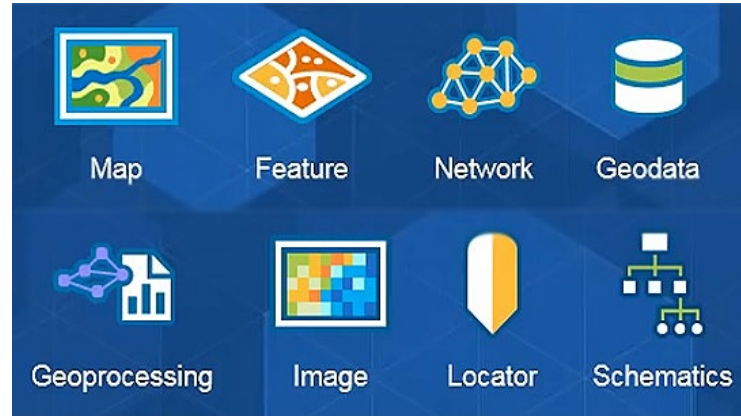 Map Feature Network Geodata
Geoprocessing Image Locator Schematics